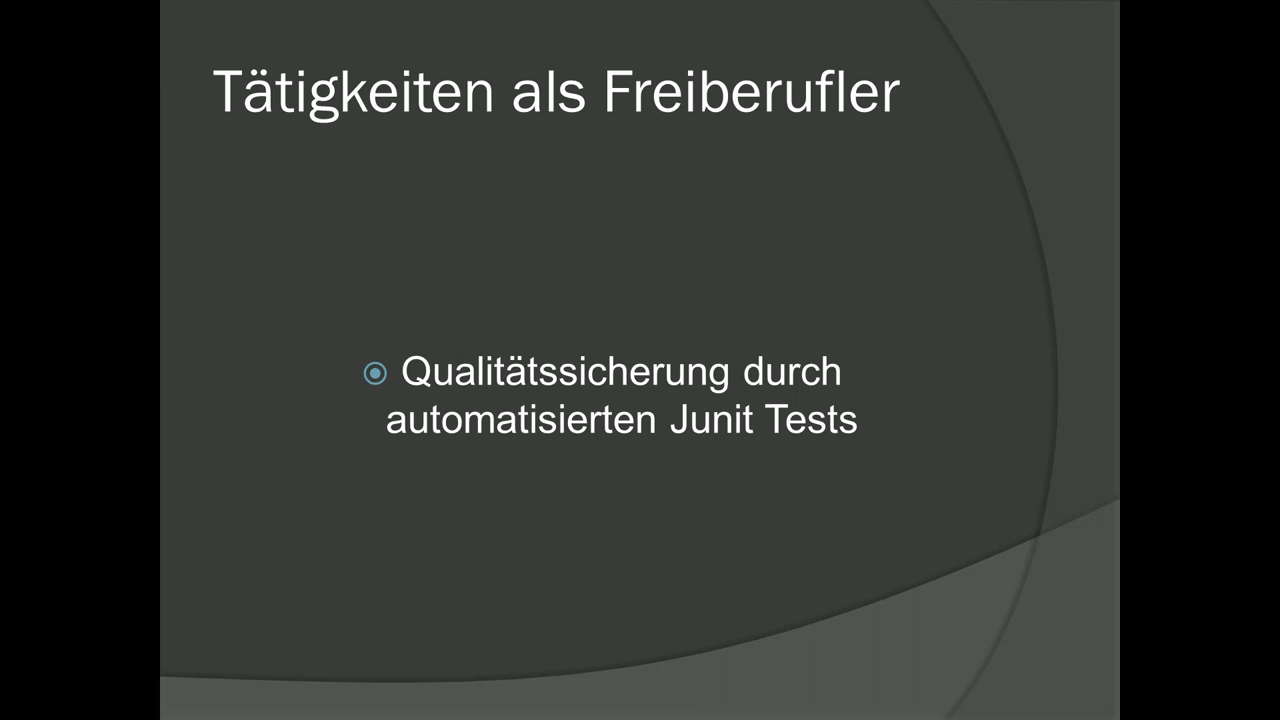 Tätigkeiten als Freiberufler
Qualitätssicherung durch
automatisierten Junit Tests